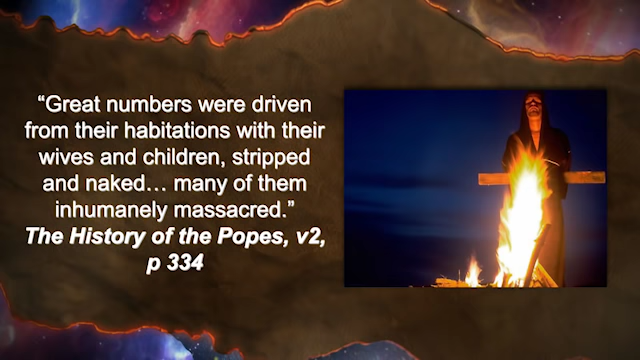 “Great numbers were driven
from their habitations with their
wives and children, stripped
and naked… many of them
inhumanely massacred.”
The History of the Popes, v2,
p 334